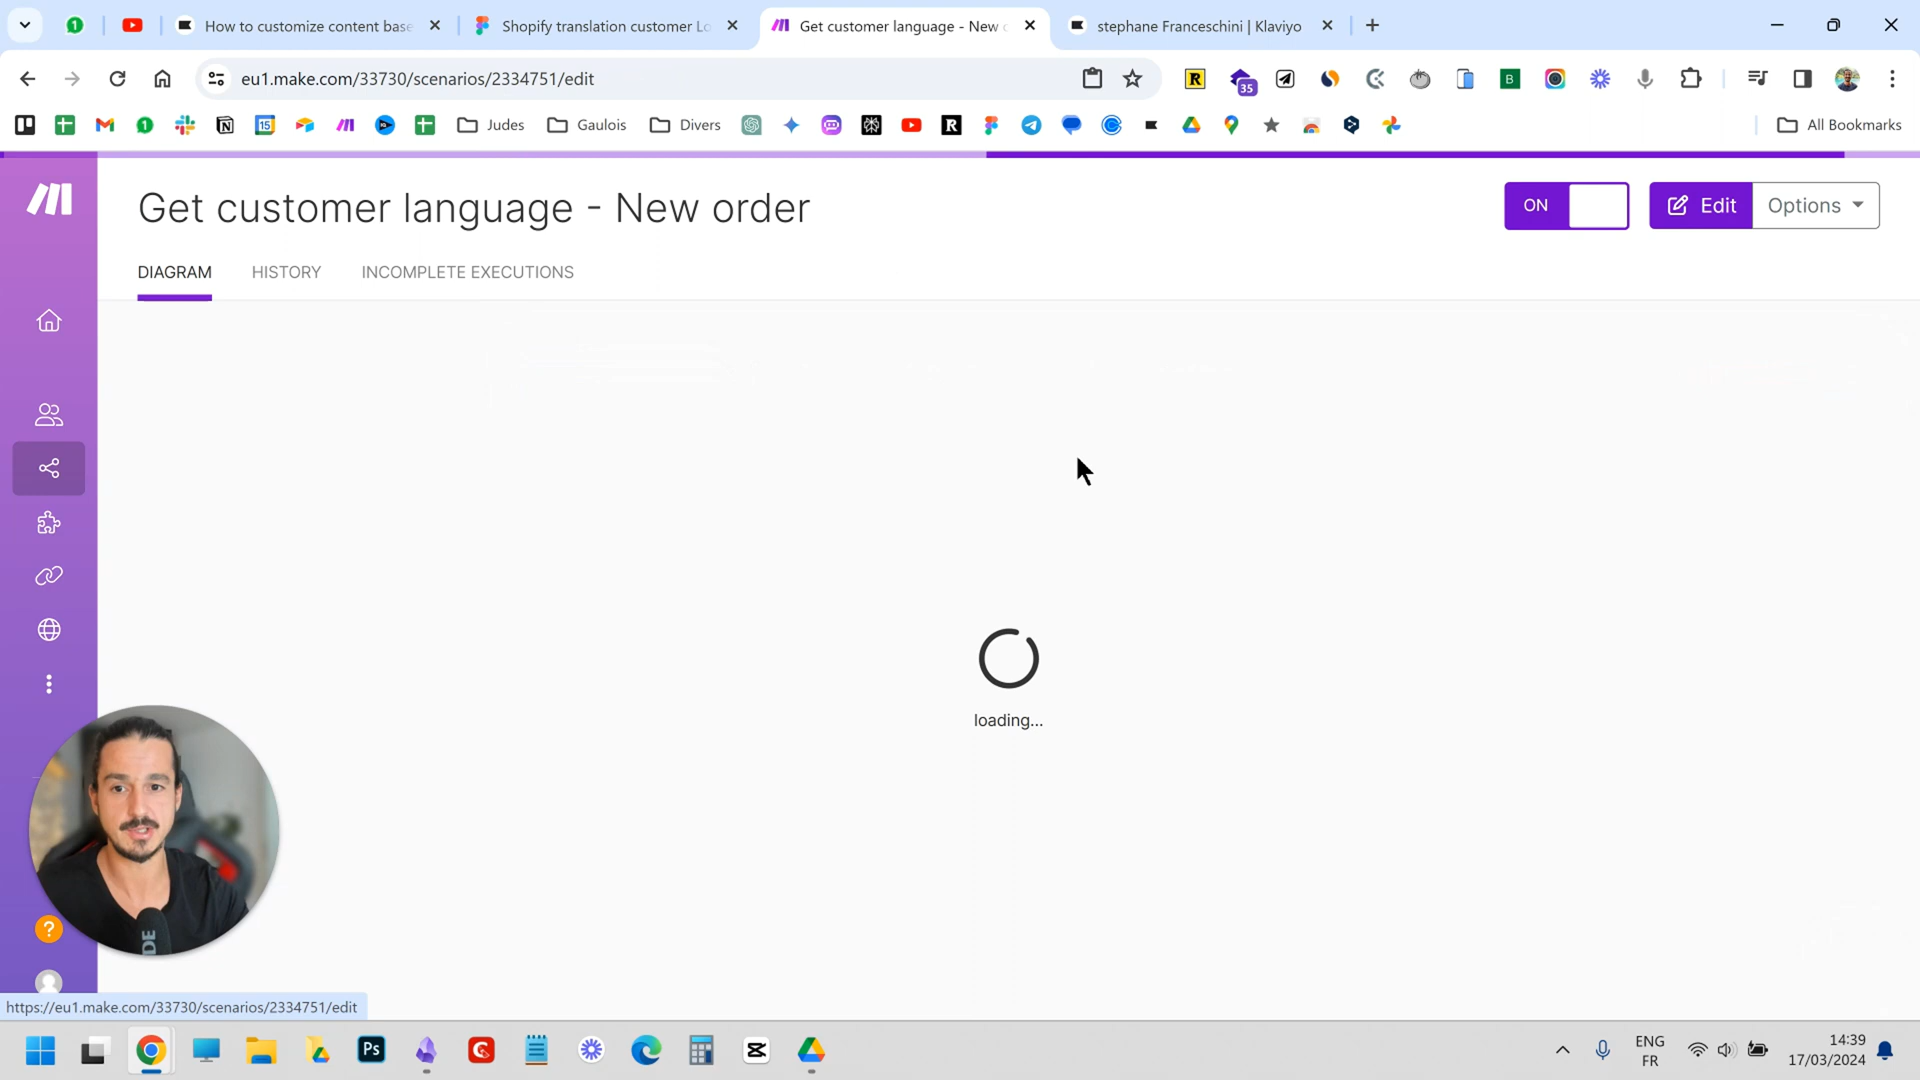 How to customize content base
Shopify translation customer Lo
Get customer language - New o
stephane Franceschini | Klaviyo
eu1.make.com/33730/scenarios/2334751/edit
35
Judes
Gaulois
Divers
All Bookmarks
Get customer language - New order
ON
Edit
Options
DIAGRAM
HISTORY
INCOMPLETE EXECUTIONS
loading...
https://eu1.make.com/33730/scenarios/2334751/edit
ENG
FR
14:39
17/03/2024